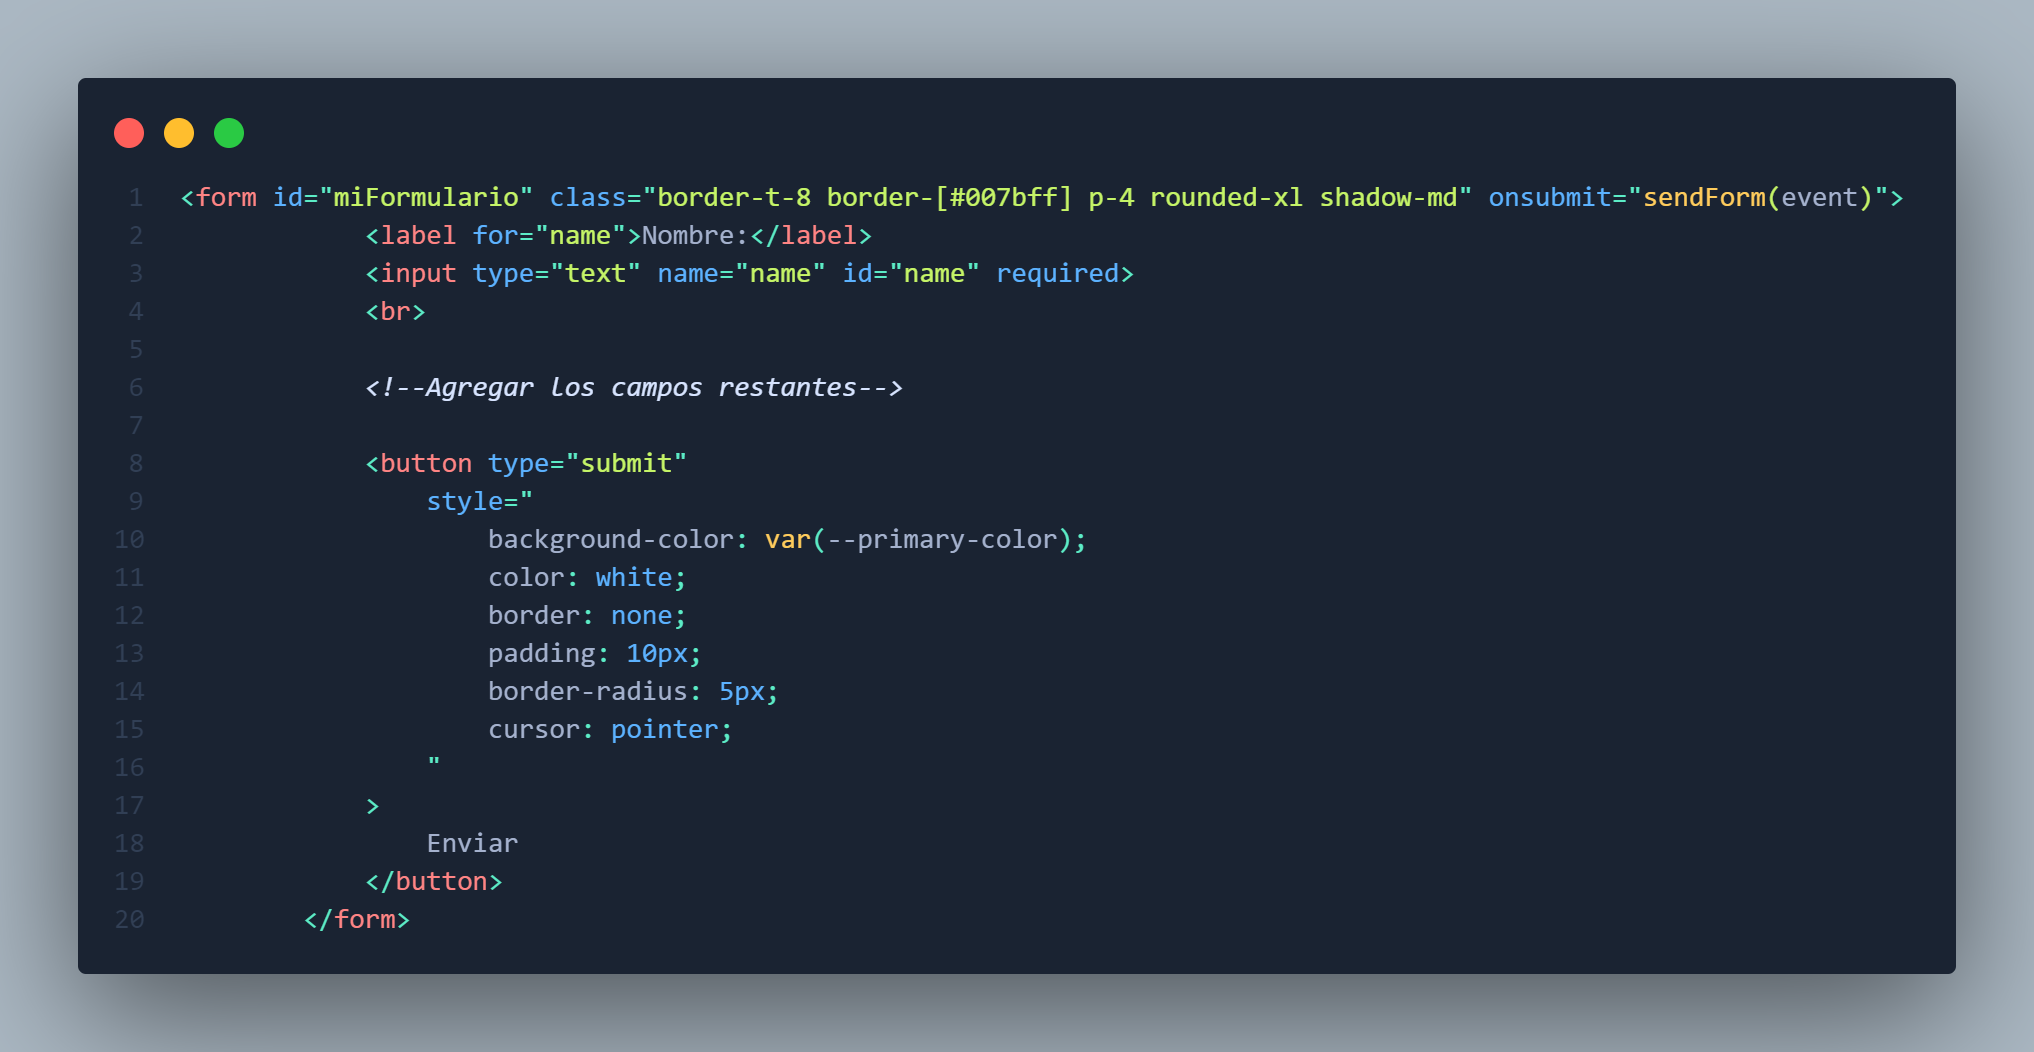 1 <form id="miFormulario" class="border-t-8 border-[#007bff] p-4 rounded-xl shadow-md" onsubmit="sendForm(event)">
2 <label for="name">Nombre:</label>
3 <input type="text" name="name" id="name" required>
4 <br>
5
6 <!--Agregar los campos restantes-->
7
8 <button type="submit"
9 style="
10 background-color: var(--primary-color);
11 color: white;
12 border: none;
13 padding: 10px;
14 border-radius: 5px;
15 cursor: pointer;
16 "
17 >
18 Enviar
19 </button>
20 </form>